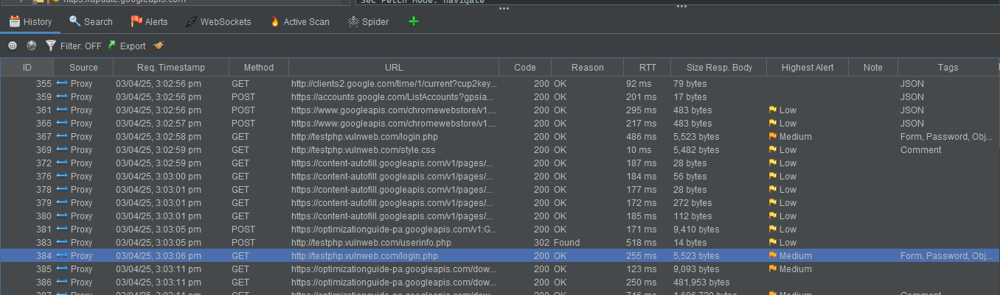 https://update.googleapis.com
Sec Fetch Mode: navigate
History Search Alerts WebSockets Active Scan Spider
Filter: OFF Export
ID Source Req. Timestamp Method URL Code Reason RTT Size Resp. Body Highest Alert Note Tags
355 Proxy 03/04/25, 3:02:56 pm GET http://clients2.google.com/time/1/current?cup2key... 200 OK 92 ms 79 bytes JSON
359 Proxy 03/04/25, 3:02:56 pm POST https://accounts.google.com/ListAccounts?gpsia... 200 OK 201 ms 17 bytes JSON
361 Proxy 03/04/25, 3:02:56 pm POST https://www.googleapis.com/chromewebstore/v1... 200 OK 295 ms 483 bytes Low JSON
366 Proxy 03/04/25, 3:02:57 pm POST https://www.googleapis.com/chromewebstore/v1... 200 OK 217 ms 483 bytes Low JSON
367 Proxy 03/04/25, 3:02:58 pm GET http://testphp.vulnweb.com/login.php 200 OK 486 ms 5,523 bytes Medium Form, Password, Obj...
369 Proxy 03/04/25, 3:02:59 pm GET http://testphp.vulnweb.com/style.css 200 OK 10 ms 5,482 bytes Low Comment
372 Proxy 03/04/25, 3:02:59 pm GET https://content-autofill.googleapis.com/v1/pages/... 200 OK 187 ms 28 bytes Low
376 Proxy 03/04/25, 3:03:00 pm GET https://content-autofill.googleapis.com/v1/pages/... 200 OK 184 ms 56 bytes Low
378 Proxy 03/04/25, 3:03:01 pm GET https://content-autofill.googleapis.com/v1/pages/... 200 OK 177 ms 28 bytes Low
379 Proxy 03/04/25, 3:03:01 pm GET https://content-autofill.googleapis.com/v1/pages/... 200 OK 172 ms 272 bytes Low
380 Proxy 03/04/25, 3:03:01 pm GET https://content-autofill.googleapis.com/v1/pages/... 200 OK 185 ms 112 bytes Low
381 Proxy 03/04/25, 3:03:05 pm POST https://optimizationguide-pa.googleapis.com/v1:G... 200 OK 171 ms 9,410 bytes Low
383 Proxy 03/04/25, 3:03:05 pm POST http://testphp.vulnweb.com/userinfo.php 302 Found 518 ms 14 bytes Low
384 Proxy 03/04/25, 3:03:06 pm GET http://testphp.vulnweb.com/login.php 200 OK 255 ms 5,523 bytes Medium Form, Password, Obj...
385 Proxy 03/04/25, 3:03:11 pm GET https://optimizationguide-pa.googleapis.com/dow... 200 OK 123 ms 9,093 bytes Medium
386 Proxy 03/04/25, 3:03:11 pm GET https://optimizationguide-pa.googleapis.com/dow... 200 OK 250 ms 481,953 bytes
387 Proxy 03/04/25, 3:03:11 pm GET https://optimizationguide-pa.googleapis.com/dow... 200 OK 746 ms Low Comment